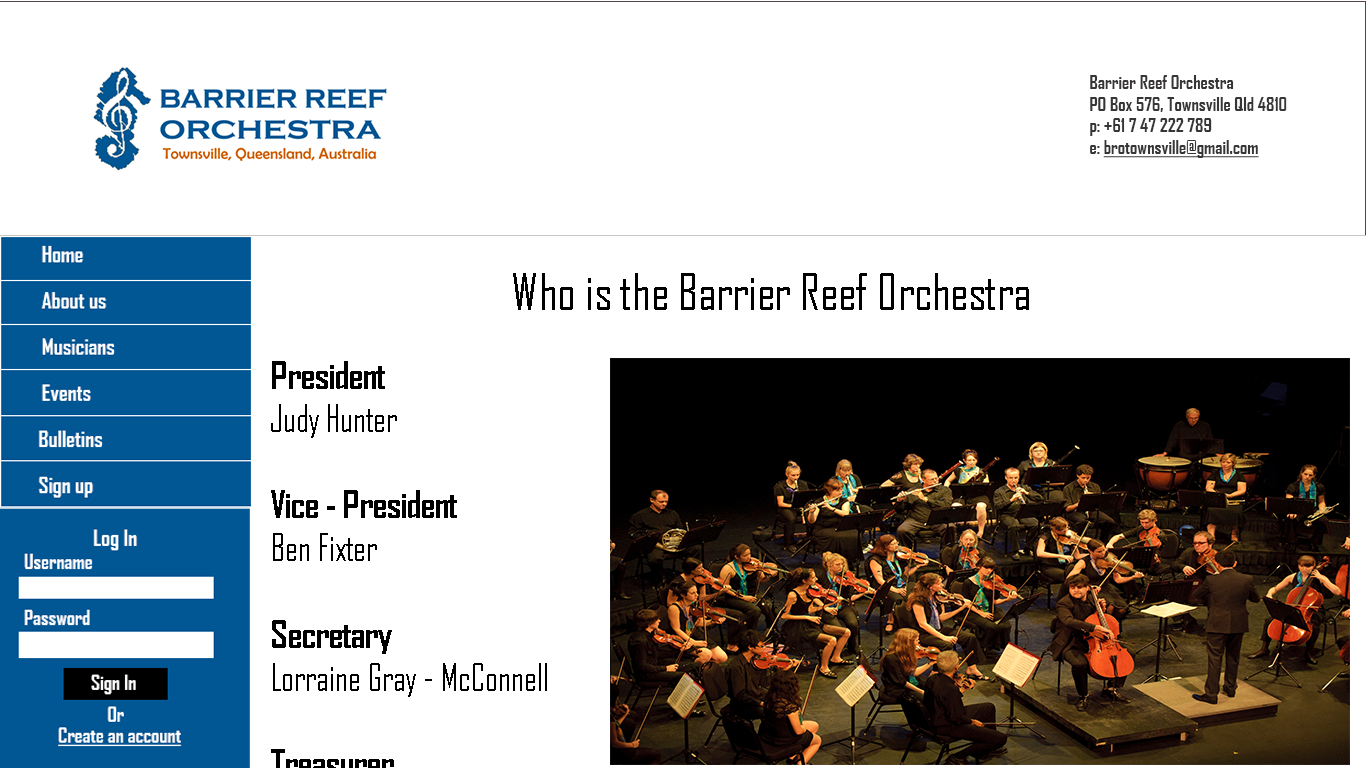 BARRIER REEF
ORCHESTRA
Townsville, Queensland, Australia
Barrier Reef Orchestra
PO Box 576, Townsville Qld 4810
p: +61 7 47 222 789
e: brotownsville@gmail.com
Home
About us
Musicians
Events
Bulletins
Sign up
Log In
Username
Password
Sign In
Or
Create an account
Who is the Barrier Reef Orchestra
President
Judy Hunter
Vice - President
Ben Fixter
Secretary
Lorraine Gray - McConnell
Treasurer